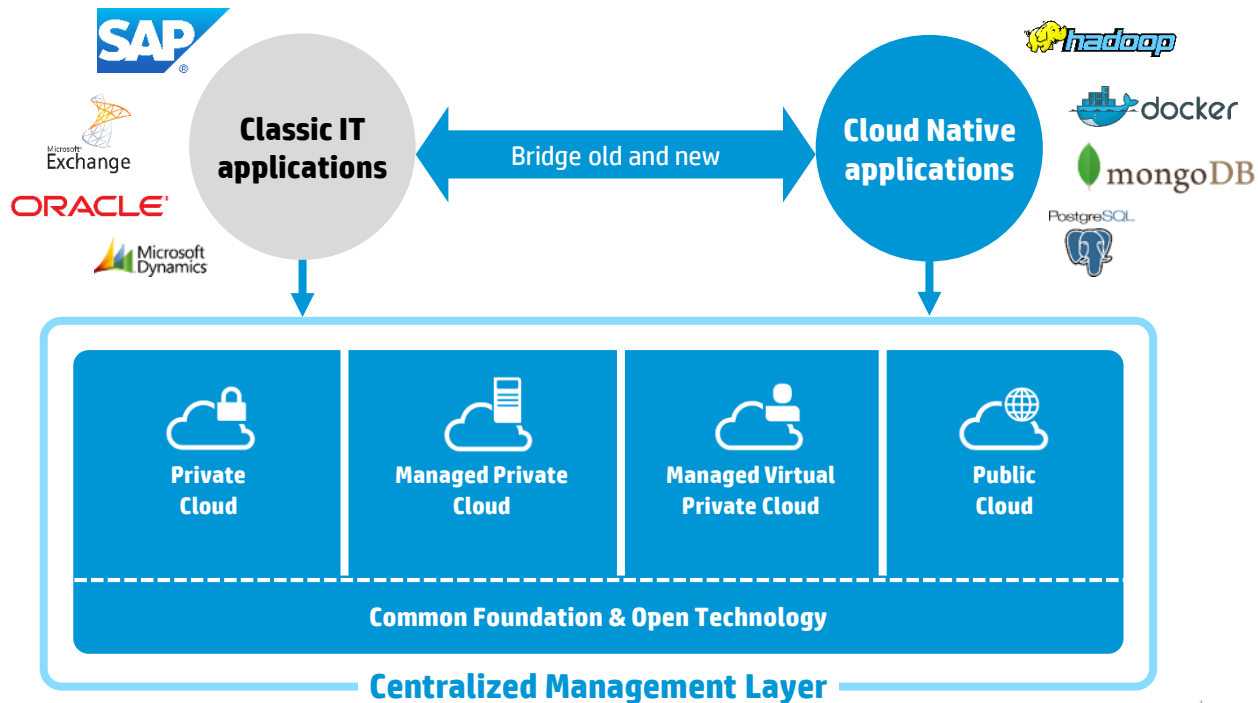 SAP
®
Microsoft
Exchange
ORACLE
Microsoft
Dynamics
Classic IT
applications
Bridge old and new
Cloud Native
applications
hadoop
docker
mongoDB
PostgreSQL
Private
Cloud
Managed Private
Cloud
Managed Virtual
Private Cloud
Public
Cloud
Common Foundation & Open Technology
Centralized Management Layer